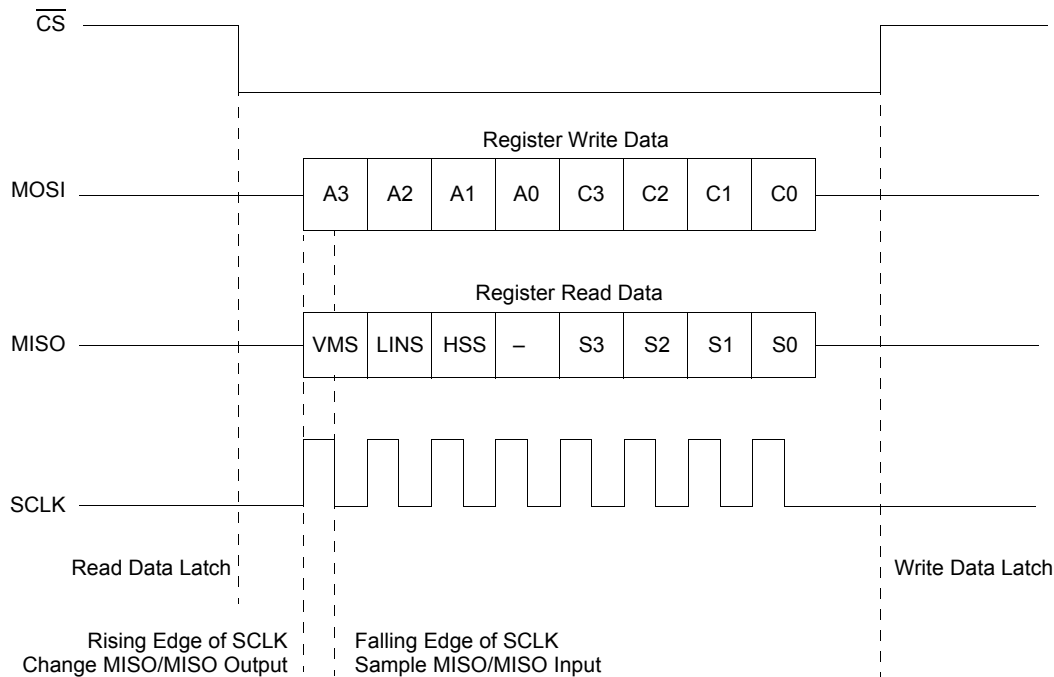 CS
Register Write Data
MOSI
A3 A2 A1 A0 C3 C2 C1 C0
Register Read Data
MISO
VMS LINS HSS – S3 S2 S1 S0
SCLK
Read Data Latch
Write Data Latch
Rising Edge of SCLK
Change MISO/MISO Output
Falling Edge of SCLK
Sample MISO/MISO Input